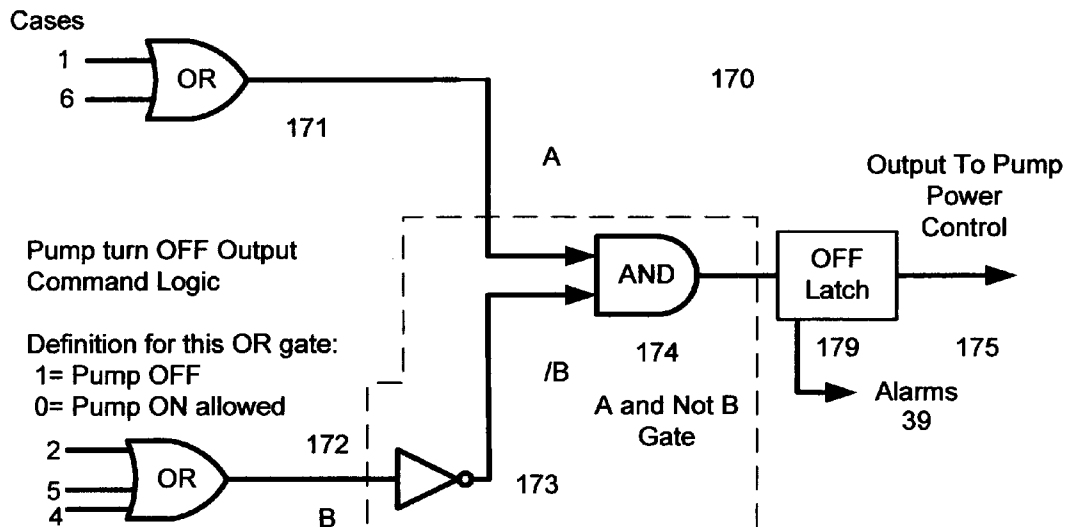 Cases
1
OR
6
170
171
A
Output To Pump
Power
Control
Pump turn OFF Output
Command Logic
AND
OFF
Latch
Definition for this OR gate:
1= Pump OFF
0= Pump ON allowed
174
179
175
/B
A and Not B
Gate
Alarms
39
2
OR
5
4
172
B
173